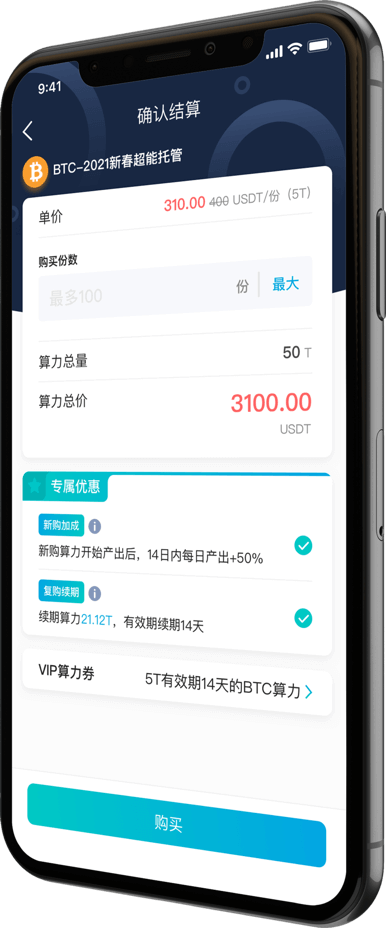 9:41
确认结算
BTC-2021新春超能托管
单价 310.00 400 USDT/份（5T）
购买份数
最多100 份 最大
算力总量 50 T
算力总价 3100.00
USDT
专属优惠
新购加成
新购算力开始产出后，14日内每日产出+50%
复购续期
续期算力21.12T，有效期续期14天
VIP算力券 5T有效期14天的BTC算力
购买